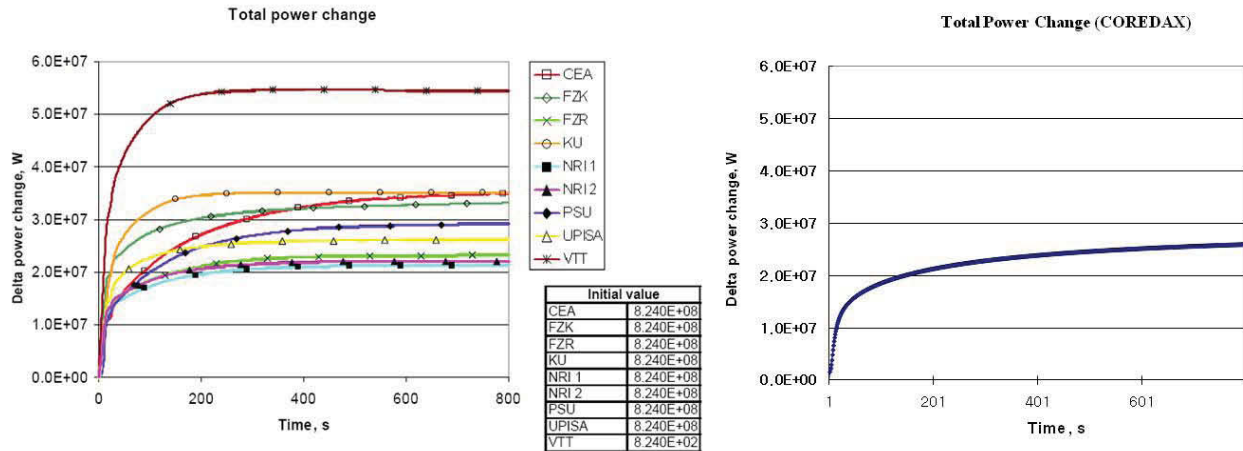 Total power change
6.0E+07
5.0E+07
4.0E+07
3.0E+07
2.0E+07
1.0E+07
0.0E+00
Delta power change, W
0
200
400
600
800
Time, s
CEA
FZK
FZR
KU
NRI1
NRI2
PSU
UPISA
VTT
Initial value
CEA 8.240E+08
FZK 8.240E+08
FZR 8.240E+08
KU 8.240E+08
NRI 1 8.240E+08
NRI 2 8.240E+08
PSU 8.240E+08
UPISA 8.240E+08
VTT 8.240E+02
Total Power Change (COREDAX)
6.0E+07
5.0E+07
4.0E+07
3.0E+07
2.0E+07
1.0E+07
0.0E+00
Delta power change, W
1
201
401
601
Time, s